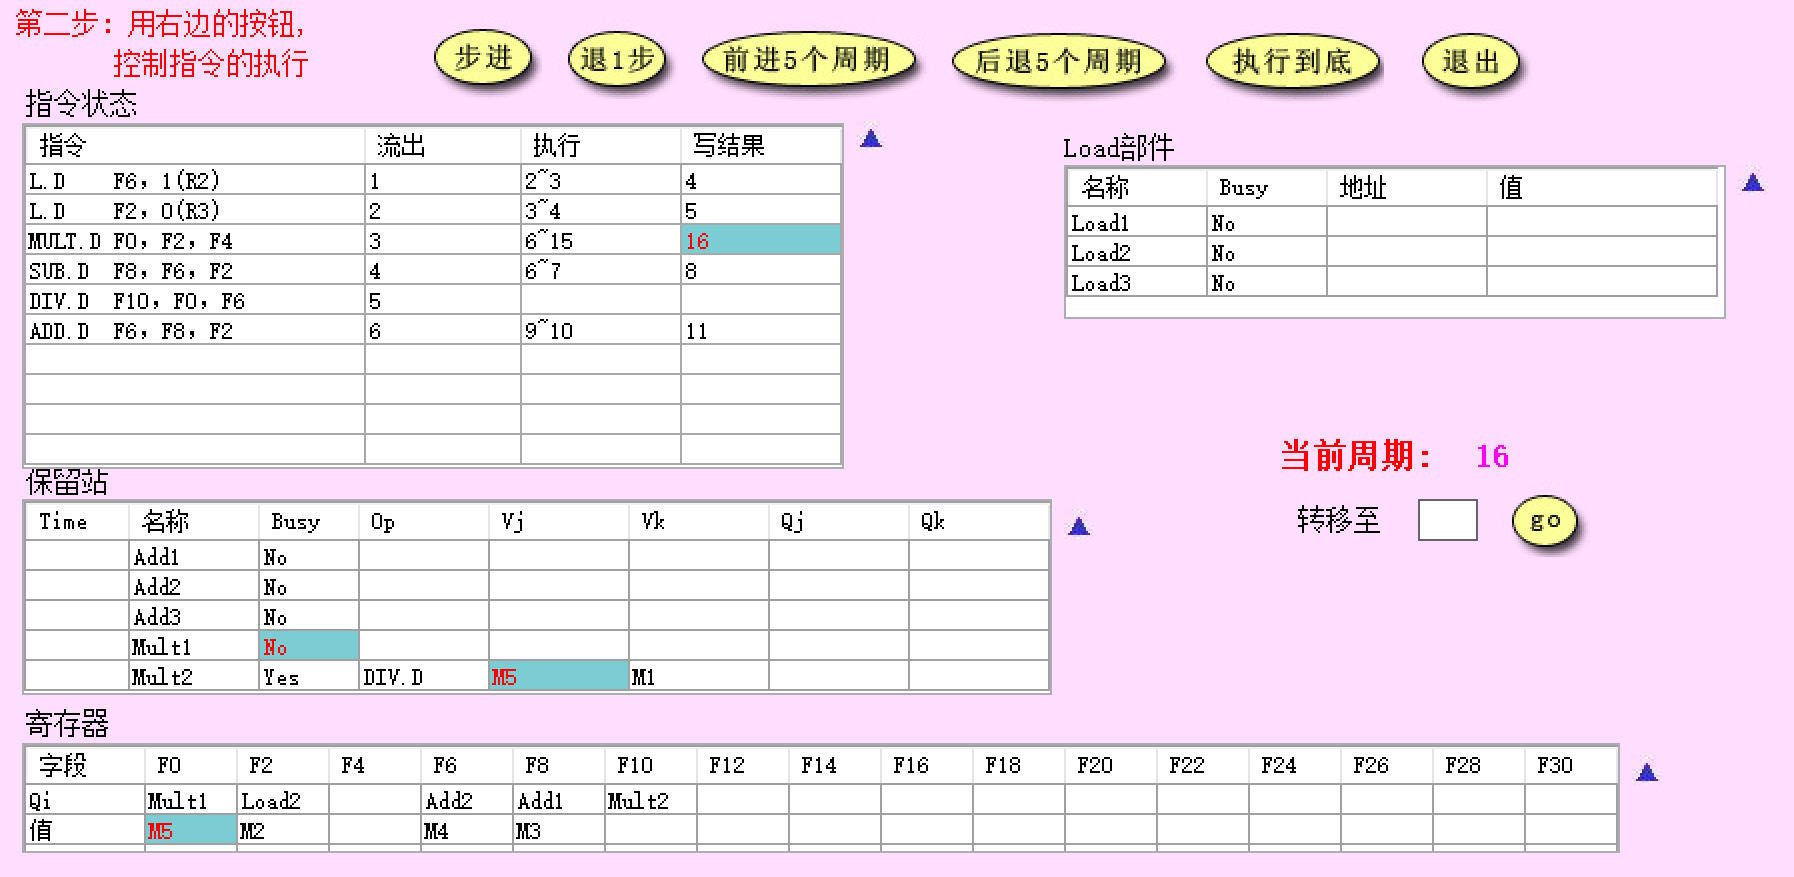 第二步：用右边的按钮，
控制指令的执行
步进 退1步 前进5个周期 后退5个周期 执行到底 退出
指令状态
指令 流出 执行 写结果
L.D F6, 1(R2) 1 2~3 4
L.D F2, 0(R3) 2 3~4 5
MULT.D F0, F2, F4 3 6~15 16
SUB.D F8, F6, F2 4 6~7 8
DIV.D F10, F0, F6 5
ADD.D F6, F8, F2 6 9~10 11
Load部件
名称 Busy 地址 值
Load1 No
Load2 No
Load3 No
当前周期： 16
转移至 go
保留站
Time 名称 Busy Op Vj Vk Qj Qk
Add1 No
Add2 No
Add3 No
Mult1 No
Mult2 Yes DIV.D M5 M1
寄存器
字段 F0 F2 F4 F6 F8 F10 F12 F14 F16 F18 F20 F22 F24 F26 F28 F30
Qi Mult1 Load2 Add2 Add1 Mult2
值 M5 M2 M4 M3